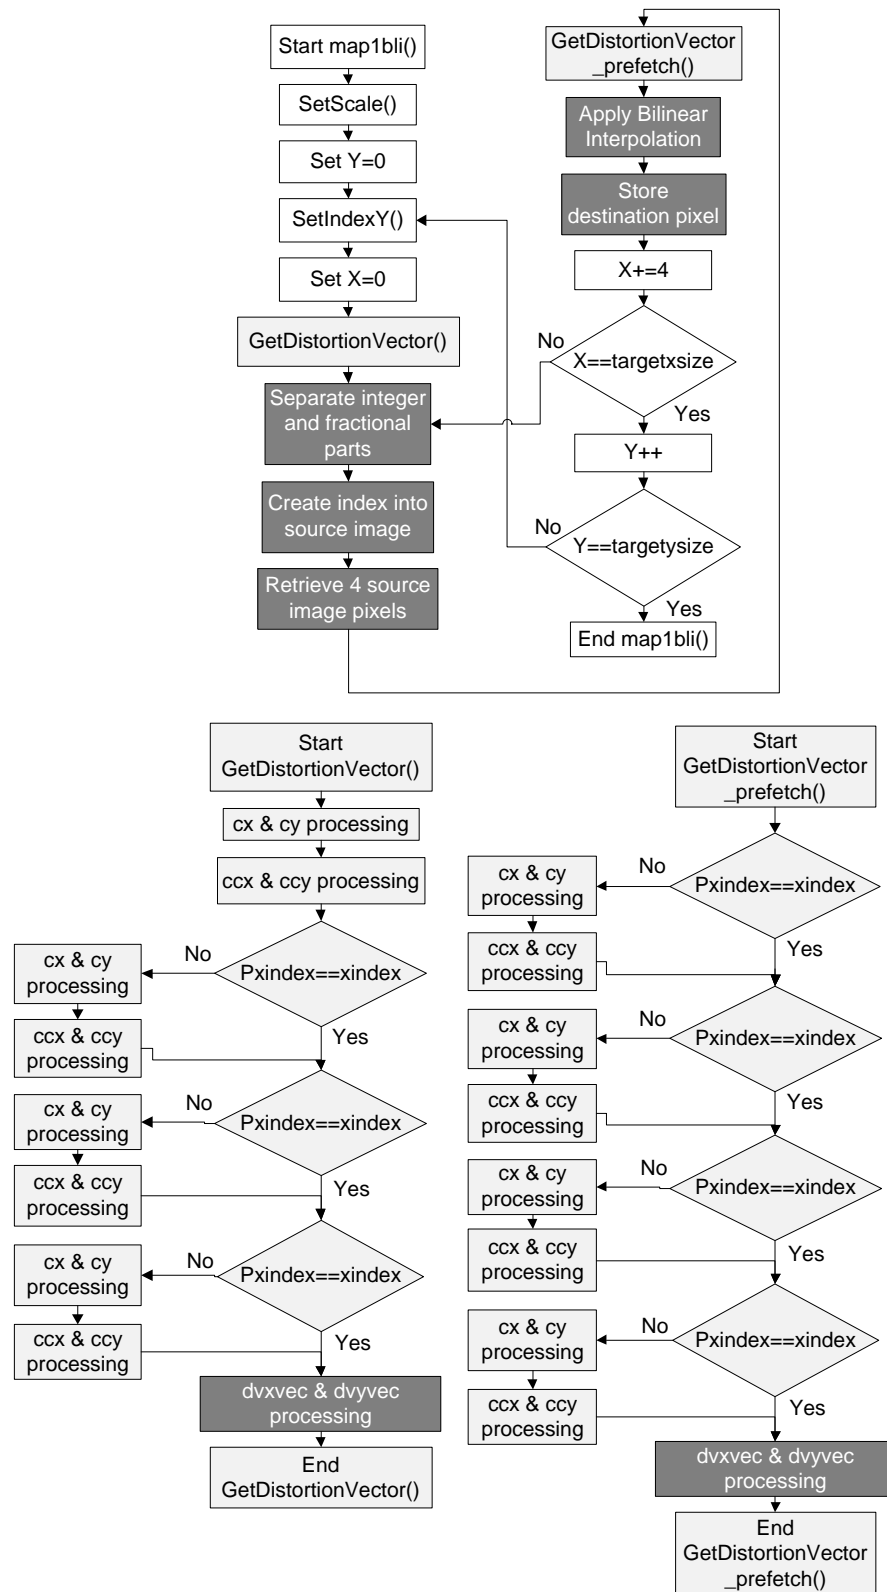 Start map1bli()
SetScale()
Set Y=0
SetIndexY()
Set X=0
GetDistortionVector()
Separate integer
and fractional
parts
Create index into
source image
Retrieve 4 source
image pixels
GetDistortionVector
_prefetch()
Apply Bilinear
Interpolation
Store
destination pixel
X+=4
No
X==targetxsize
Yes
Y++
No
Y==targetysize
Yes
End map1bli()
Start
GetDistortionVector()
cx & cy processing
ccx & ccy processing
No
Pxindex==xindex
cx & cy
processing
Yes
ccx & ccy
processing
No
Pxindex==xindex
cx & cy
processing
Yes
ccx & ccy
processing
No
Pxindex==xindex
cx & cy
processing
Yes
ccx & ccy
processing
dvxvec & dvyvec
processing
End
GetDistortionVector()
Start
GetDistortionVector
_prefetch()
No
Pxindex==xindex
cx & cy
processing
Yes
ccx & ccy
processing
No
Pxindex==xindex
cx & cy
processing
Yes
ccx & ccy
processing
No
Pxindex==xindex
cx & cy
processing
Yes
ccx & ccy
processing
No
Pxindex==xindex
cx & cy
processing
Yes
ccx & ccy
processing
dvxvec & dvyvec
processing
End
GetDistortionVector
_prefetch()